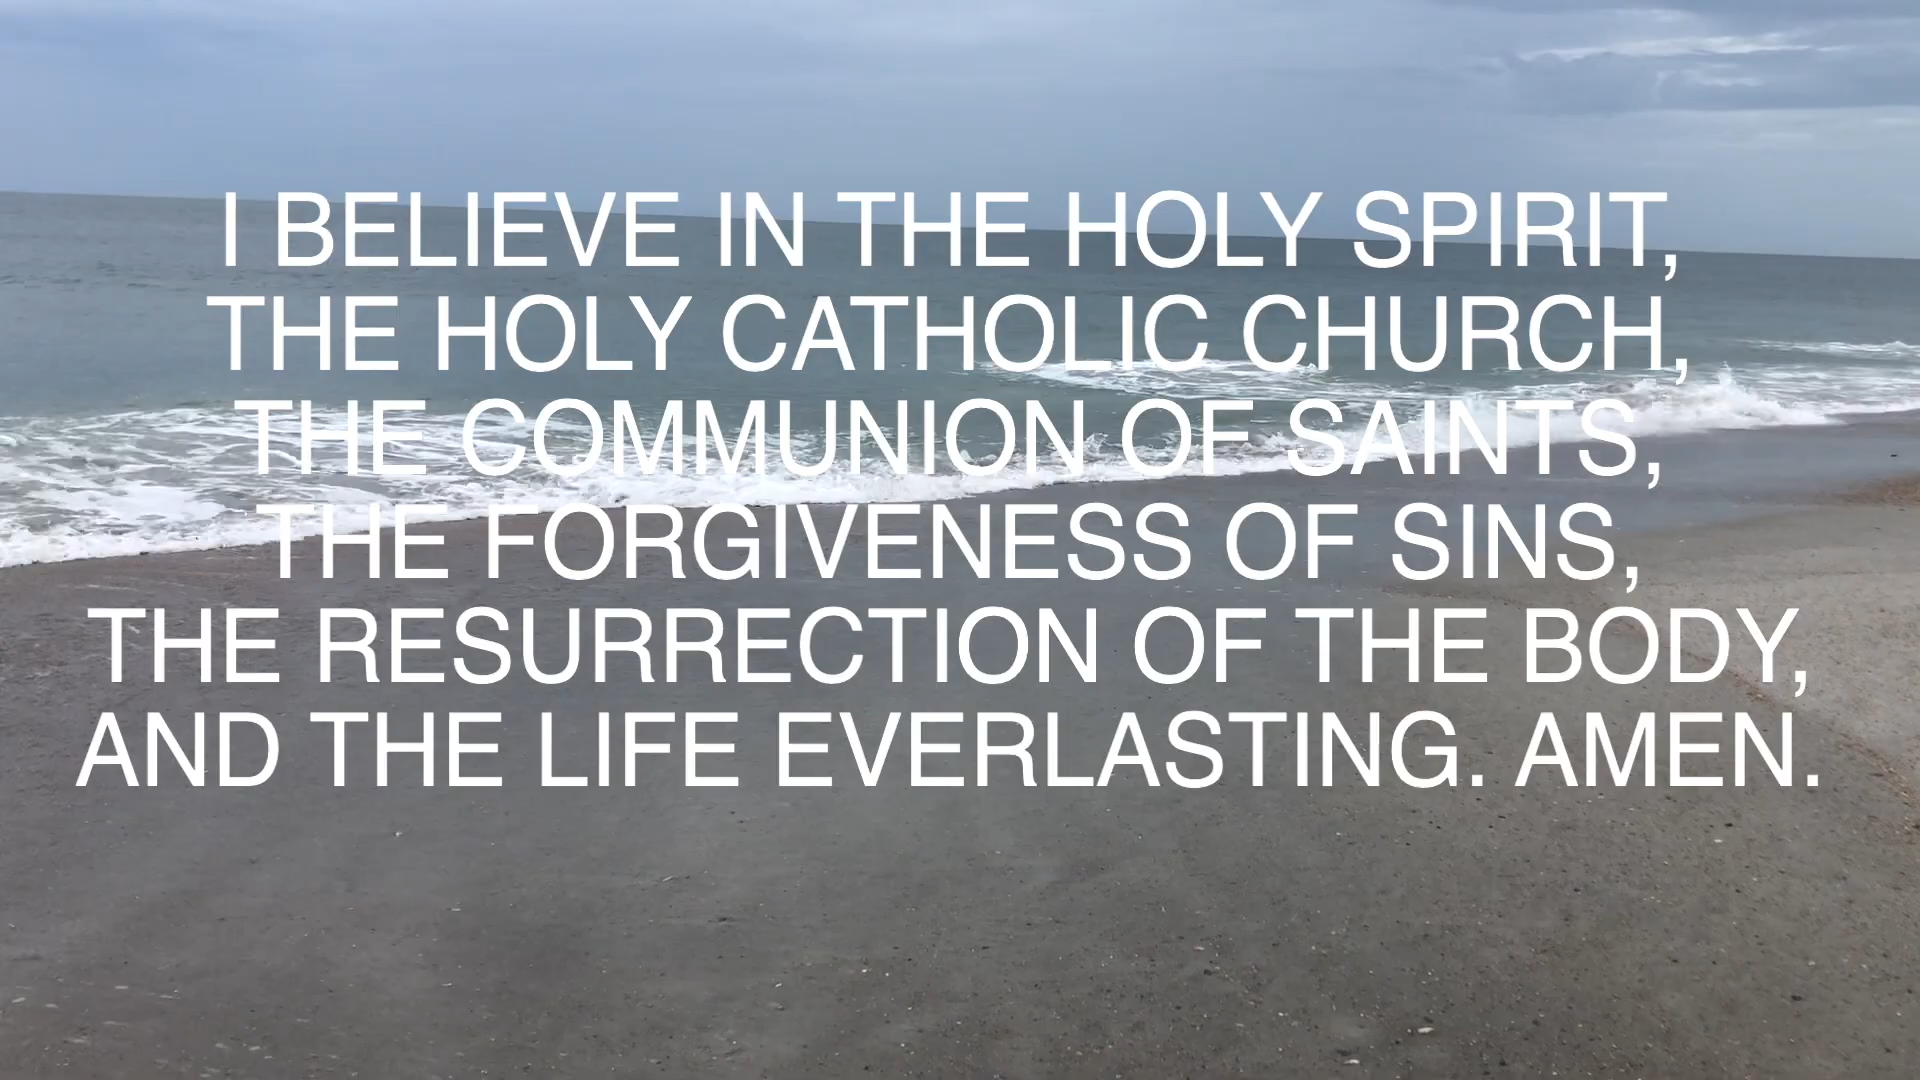 I BELIEVE IN THE HOLY SPIRIT,
THE HOLY CATHOLIC CHURCH,
THE COMMUNION OF SAINTS,
THE FORGIVENESS OF SINS,
THE RESURRECTION OF THE BODY,
AND THE LIFE EVERLASTING. AMEN.